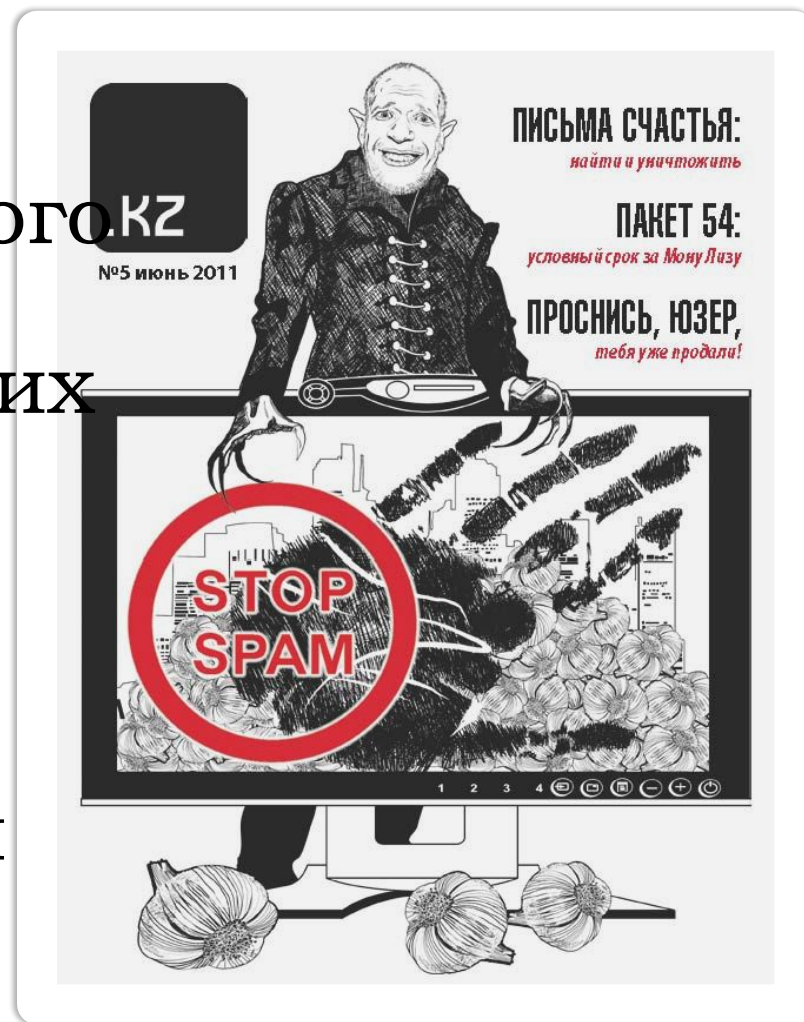 ого
их
.KZ
№5 июнь 2011
ПИСЬМА СЧАСТЬЯ:
найти и уничтожить
ПАКЕТ 54:
условный срок за Мону Лизу
ПРОСНИСЬ, ЮЗЕР,
тебя уже продали!
STOP
SPAM
1 2 3 4